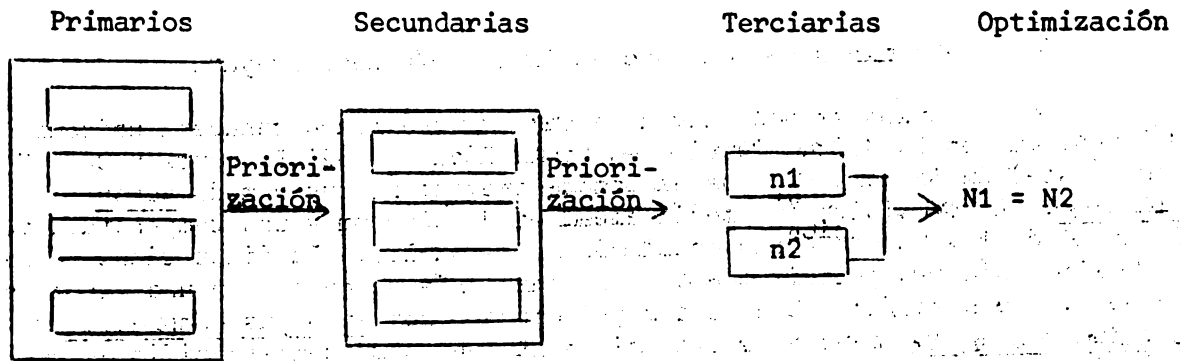 Primarios Secundarias Terciarias Optimización
Priori-
zación
Priori-
zación
n1
n2
N1 = N2